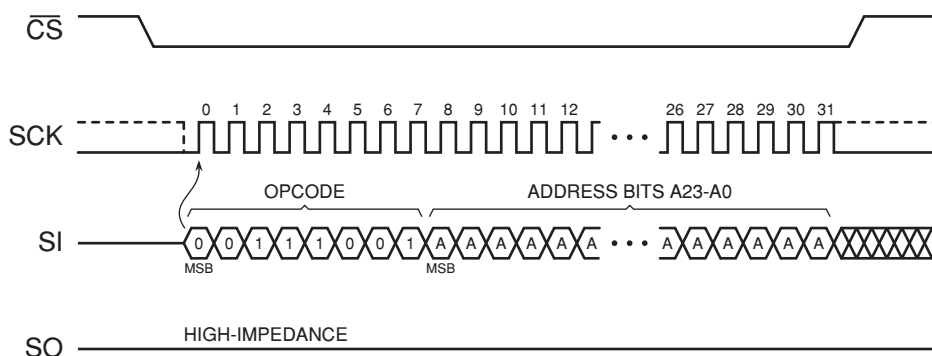 CS
0 1 2 3 4 5 6 7 8 9 10 11 12 26 27 28 29 30 31
SCK
OPCODE ADDRESS BITS A23-A0
SI 0 0 1 1 1 0 0 1 A A A A A A A A A A A A
MSB MSB
HIGH-IMPEDANCE
SO